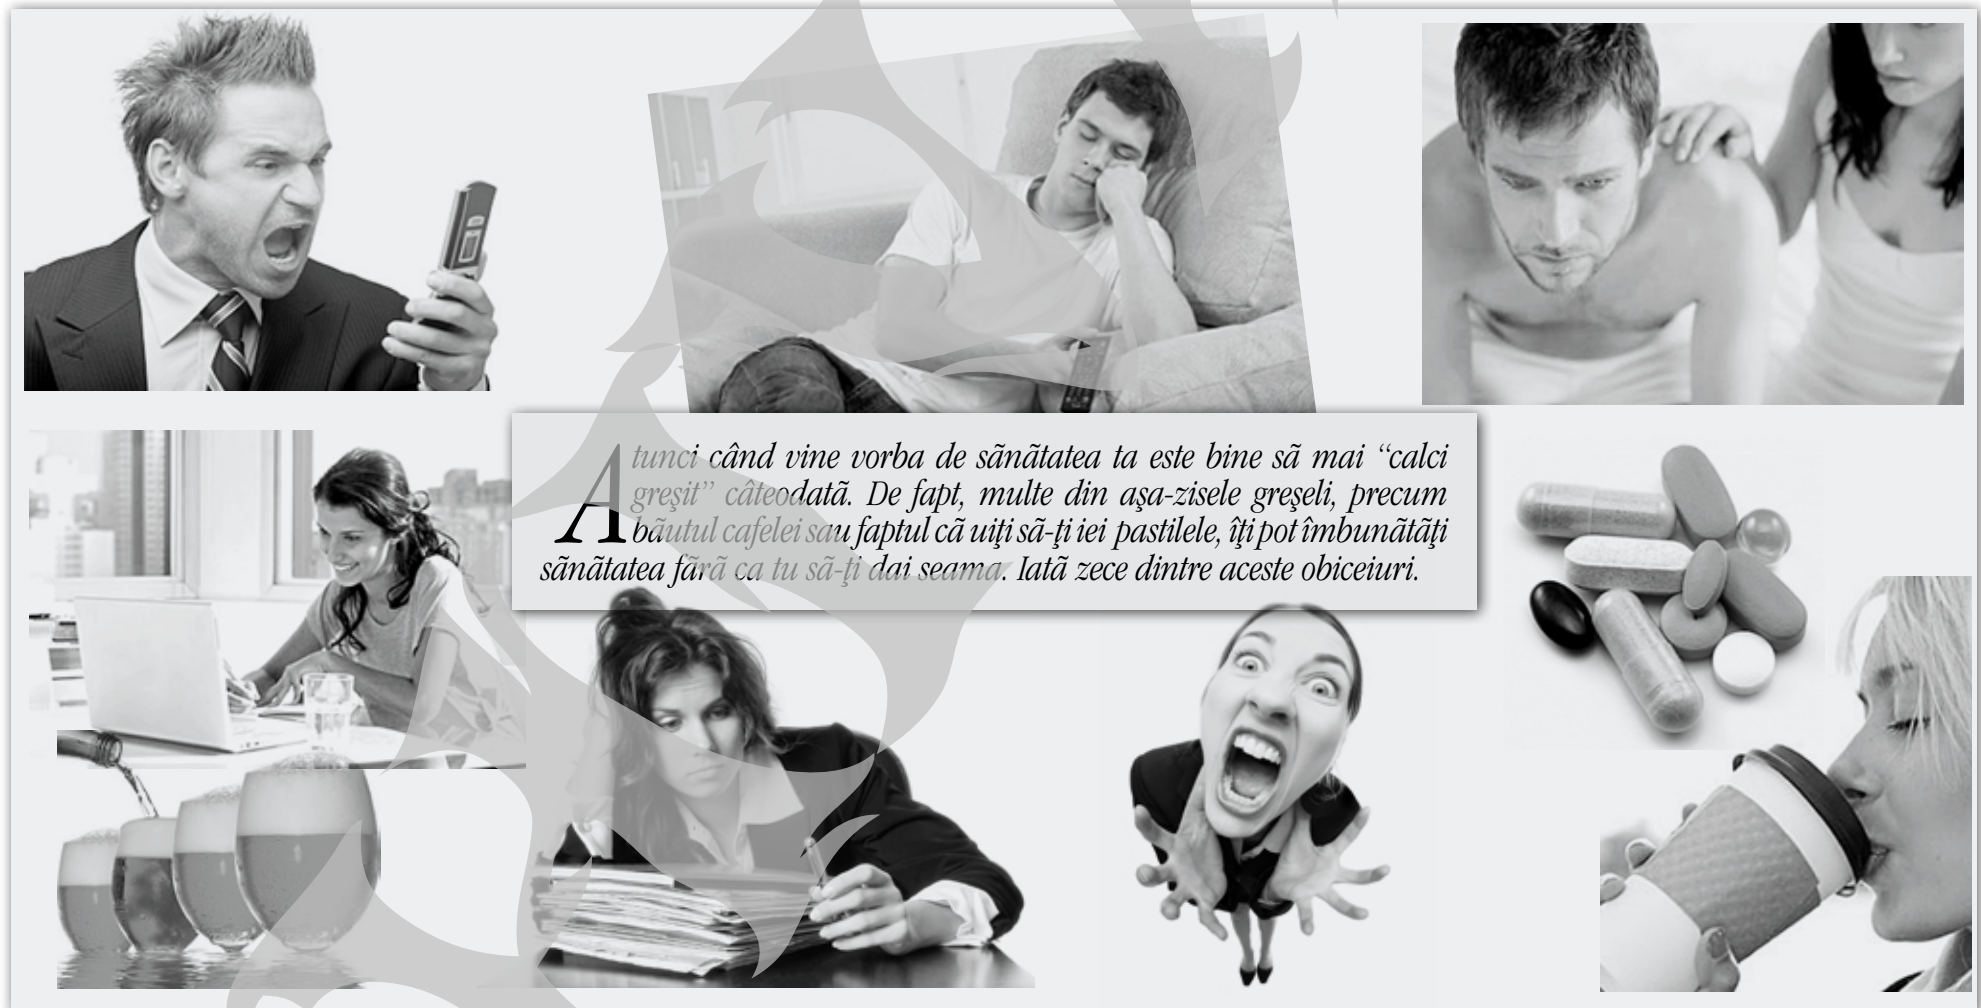 Atunci când vine vorba de sãnãtatea ta este bine sã mai “calci
greşit” câteodatã. De fapt, multe din aşa-zisele greşeli, precum
bãutul cafelei sau faptul cã uiţi sã-ţi iei pastilele, îţi pot îmbunãtãţi
sãnãtatea fãrã ca tu sã-ţi dai seama. Iatã zece dintre aceste obiceiuri.